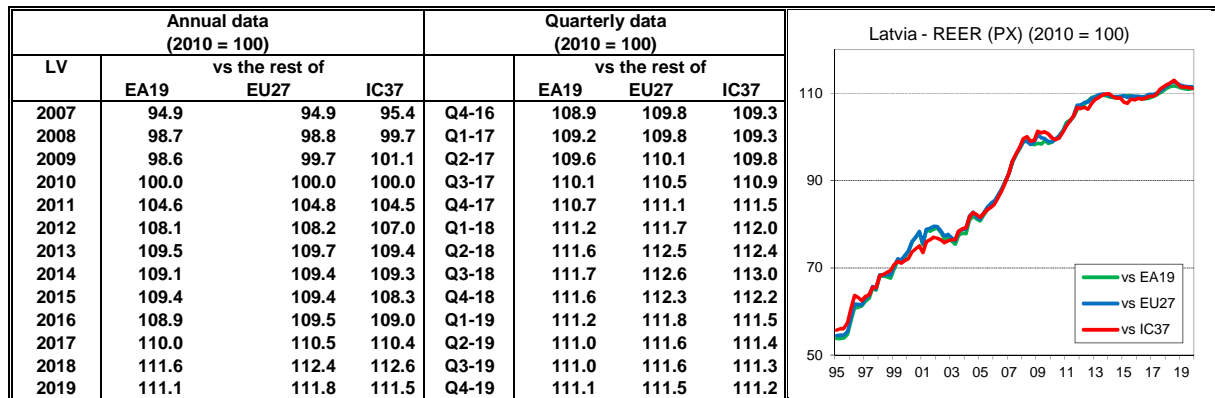 Annual data
(2010 = 100)
Quarterly data
(2010 = 100)
LV vs the rest of vs the rest of
EA19 EU27 IC37 EA19 EU27 IC37
2007 94.9 94.9 95.4 Q4-16 108.9 109.8 109.3
2008 98.7 98.8 99.7 Q1-17 109.2 109.8 109.3
2009 98.6 99.7 101.1 Q2-17 109.6 110.1 109.8
2010 100.0 100.0 100.0 Q3-17 110.1 110.5 110.9
2011 104.6 104.8 104.5 Q4-17 110.7 111.1 111.5
2012 108.1 108.2 107.0 Q1-18 111.2 111.7 112.0
2013 109.5 109.7 109.4 Q2-18 111.6 112.5 112.4
2014 109.1 109.4 109.3 Q3-18 111.7 112.6 113.0
2015 109.4 109.4 108.3 Q4-18 111.6 112.3 112.2
2016 108.9 109.5 109.0 Q1-19 111.2 111.8 111.5
2017 110.0 110.5 110.4 Q2-19 111.0 111.6 111.4
2018 111.6 112.4 112.6 Q3-19 111.0 111.6 111.3
2019 111.1 111.8 111.5 Q4-19 111.1 111.5 111.2
Latvia - REER (PX) (2010 = 100)
110
90
70
50
95 97 99 01 03 05 07 09 11 13 15 17 19
vs EA19
vs EU27
vs IC37